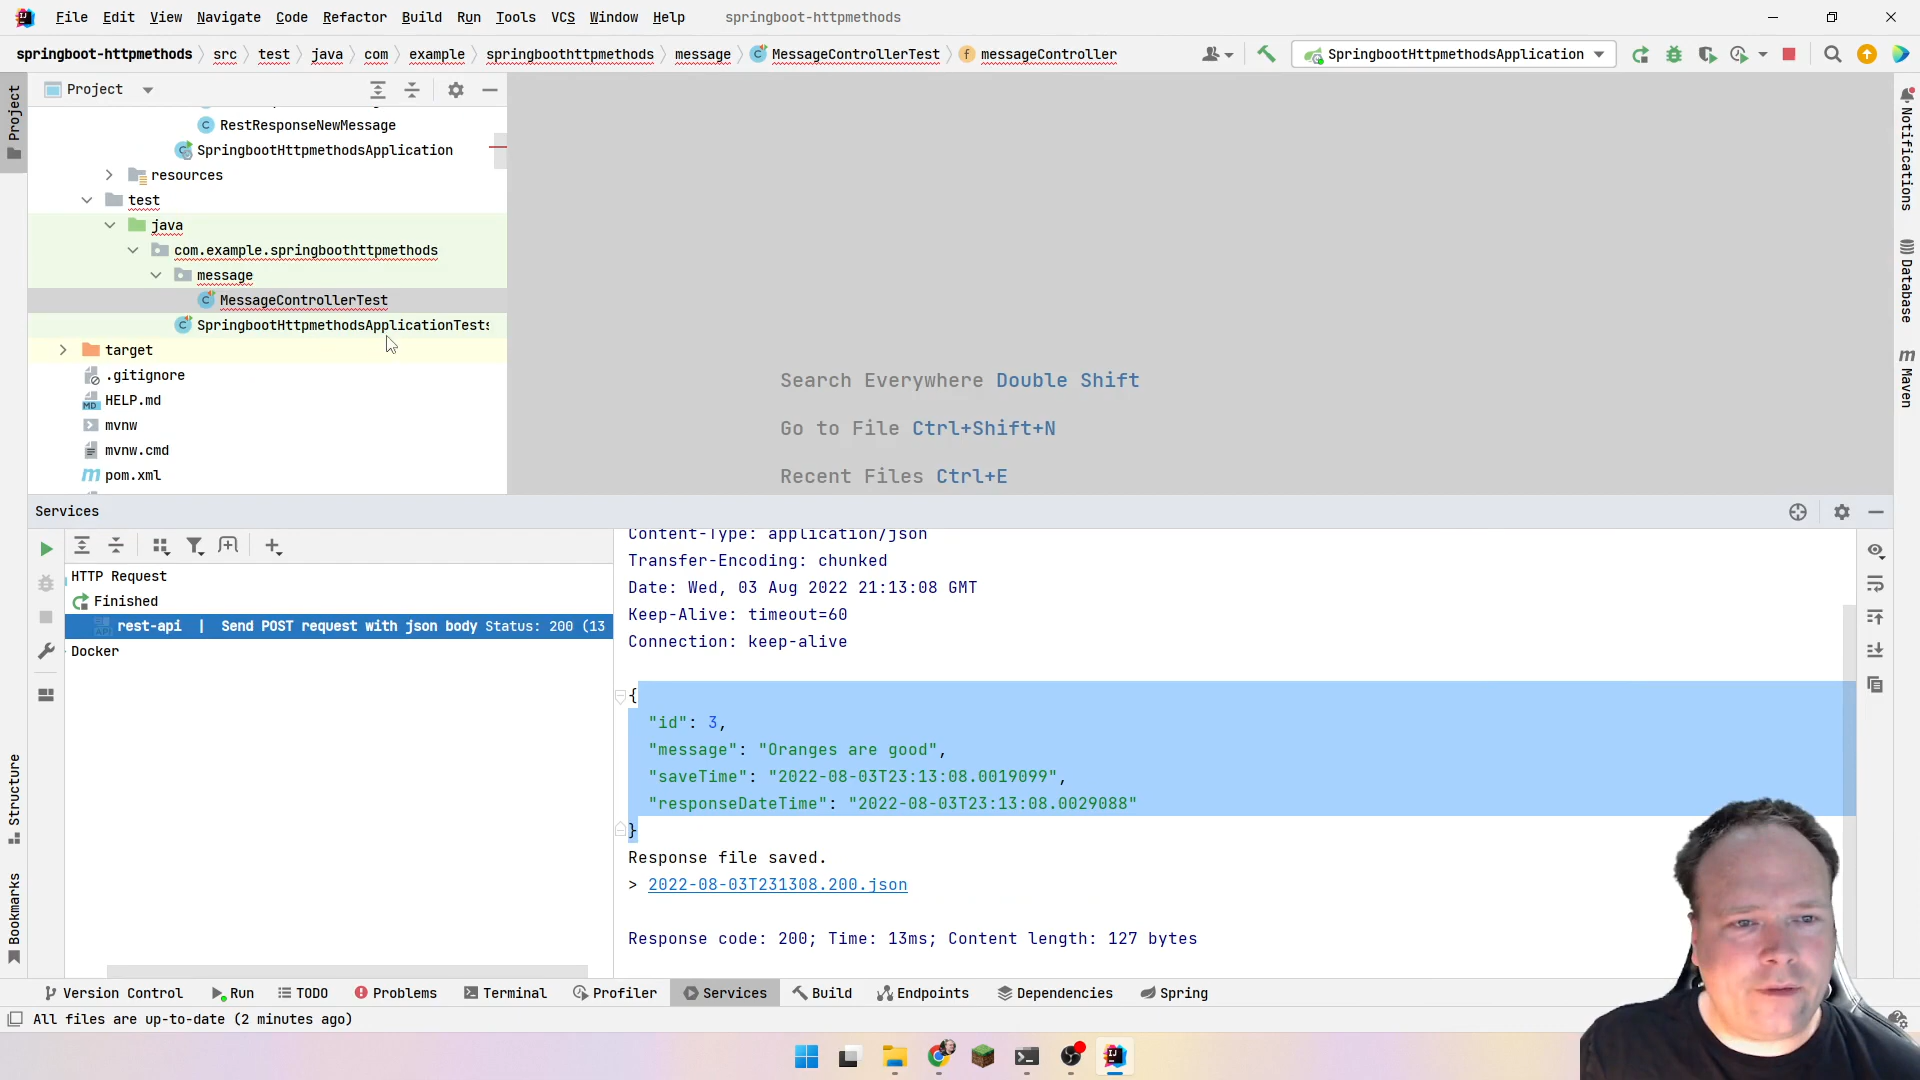 File Edit View Navigate Code Refactor Build Run Tools VCS Window Help springboot-httpmethods
springboot-httpmethods src test java com example springboothttpmethods message MessageControllerTest messageController SpringbootHttpmethodsApplication
Project
Project
RestResponseNewMessage
SpringbootHttpmethodsApplication
resources
test
java
com.example.springboothttpmethods
message
MessageControllerTest
SpringbootHttpmethodsApplicationTests
target
.gitignore
HELP.md
mvnw
mvnw.cmd
pom.xml
Search Everywhere Double Shift
Go to File Ctrl+Shift+N
Recent Files Ctrl+E
Notifications
Database
Maven
Services
HTTP Request
Finished
rest-api | Send POST request with json body Status: 200 (13
Docker
Content-Type: application/json
Transfer-Encoding: chunked
Date: Wed, 03 Aug 2022 21:13:08 GMT
Keep-Alive: timeout=60
Connection: keep-alive
{
"id": 3,
"message": "Oranges are good",
"saveTime": "2022-08-03T23:13:08.0019099",
"responseDateTime": "2022-08-03T23:13:08.0029088"
}
Response file saved.
> 2022-08-03T231308.200.json
Response code: 200; Time: 13ms; Content length: 127 bytes
Structure
Bookmarks
Version Control Run TODO Problems Terminal Profiler Services Build Endpoints Dependencies Spring
All files are up-to-date (2 minutes ago)